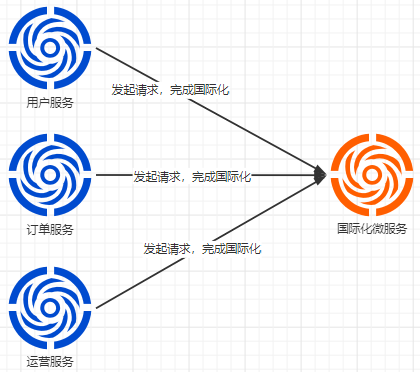 用户服务
发起请求，完成国际化
订单服务
发起请求，完成国际化
国际化微服务
发起请求，完成国际化
运营服务